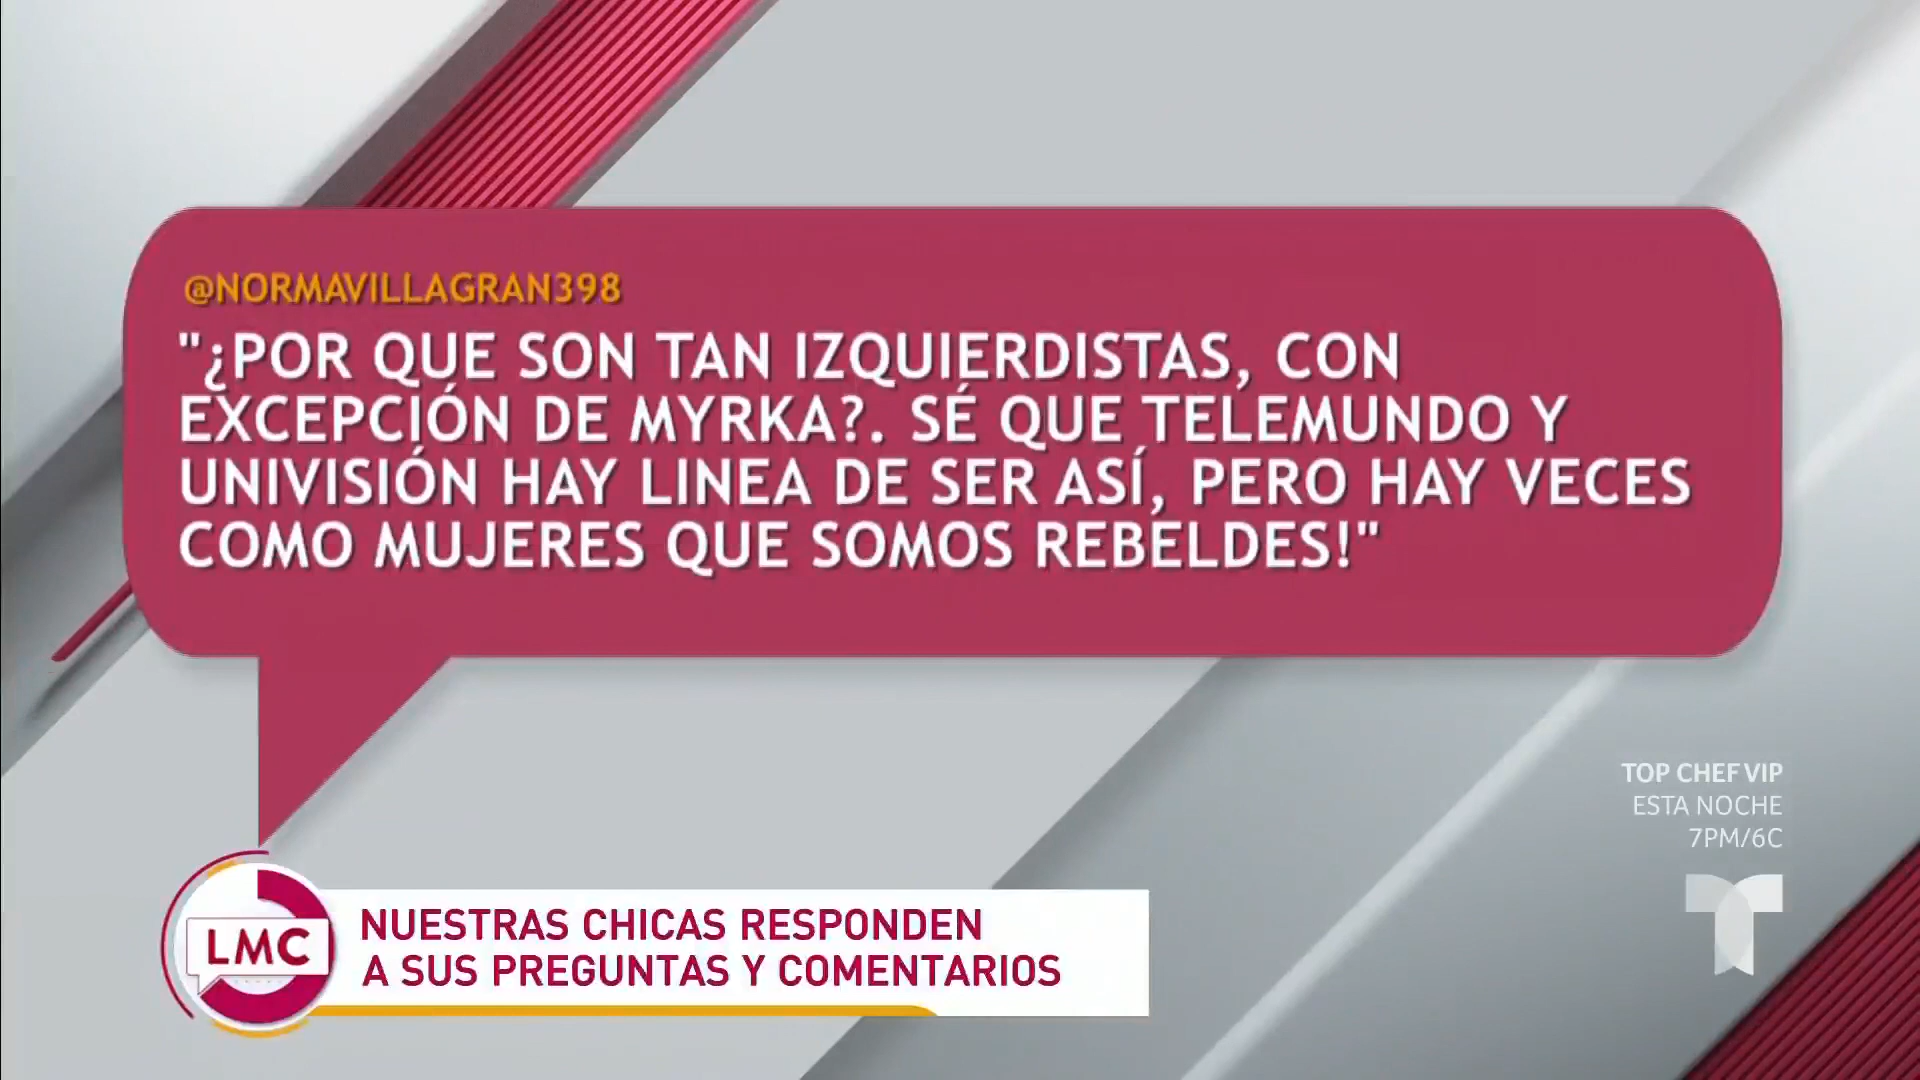 @NORMAVILLAGRAN398
"¿POR QUE SON TAN IZQUIERDISTAS, CON
EXCEPCIÓN DE MYRKA?. SÉ QUE TELEMUNDO Y
UNIVISIÓN HAY LINEA DE SER ASÍ, PERO HAY VECES
COMO MUJERES QUE SOMOS REBELDES!"
TOP CHEF VIP
ESTA NOCHE
7PM/6C
LMC
NUESTRAS CHICAS RESPONDEN
A SUS PREGUNTAS Y COMENTARIOS